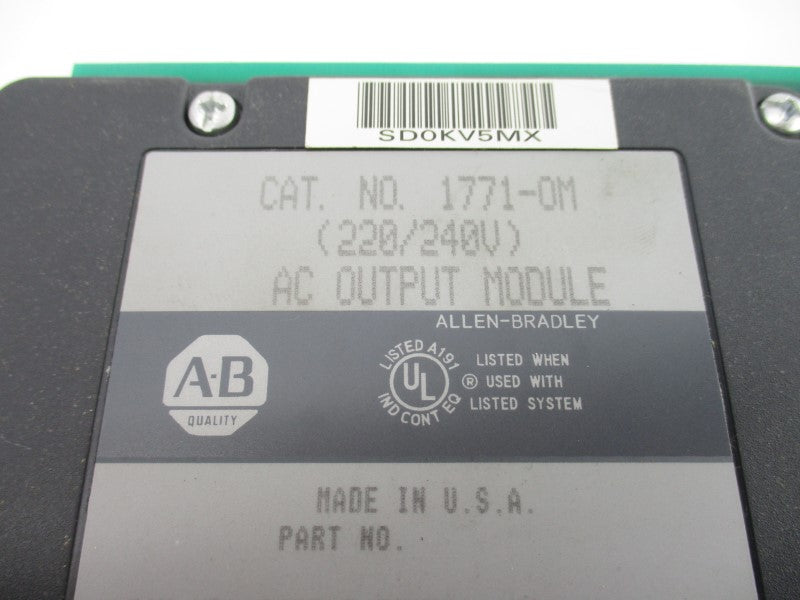 SD0KV5MX
CAT. NO. 1771-OM
(220/240V)
AC OUTPUT MODULE
ALLEN-BRADLEY
A-B
QUALITY
LISTED A191
UL
IND CONT EQ
®
LISTED WHEN
USED WITH
LISTED SYSTEM
MADE IN U.S.A.
PART NO.